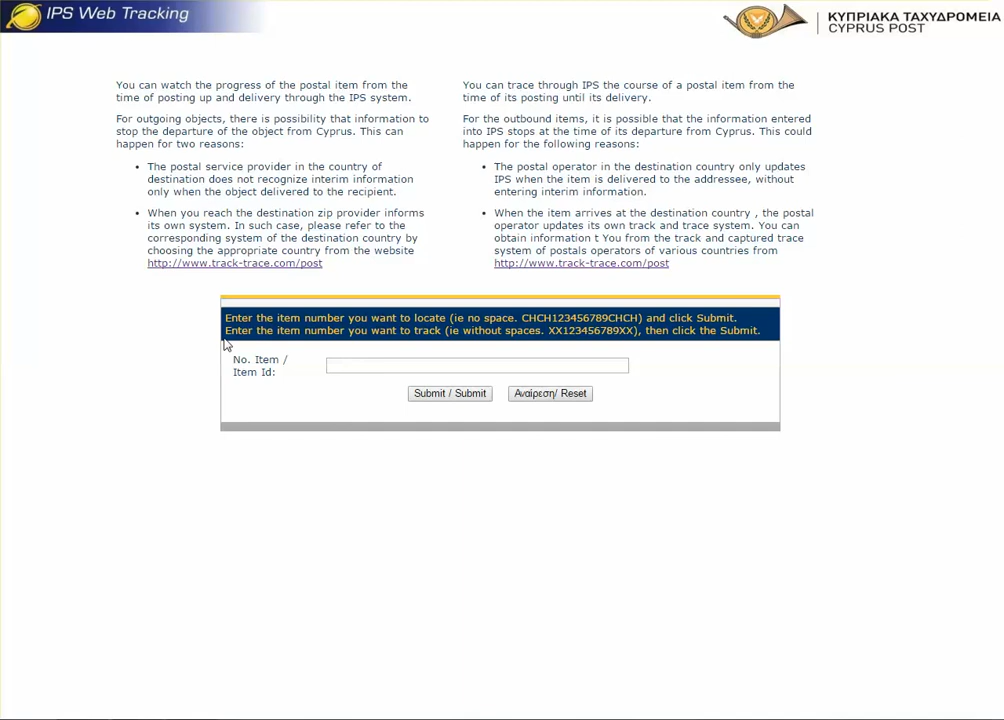 IPS Web Tracking
ΚΥΠΡΙΑΚΑ ΤΑΧΥΔΡΟΜΕΙΑ
CYPRUS POST
You can watch the progress of the postal item from the
time of posting up and delivery through the IPS system.
For outgoing objects, there is possibility that information to
stop the departure of the object from Cyprus. This can
happen for two reasons:
• The postal service provider in the country of
destination does not recognize interim information
only when the object delivered to the recipient.
• When you reach the destination zip provider informs
its own system. In such case, please refer to the
corresponding system of the destination country by
choosing the appropriate country from the website
http://www.track-trace.com/post
You can trace through IPS the course of a postal item from the
time of its posting until its delivery.
For the outbound items, it is possible that the information entered
into IPS stops at the time of its departure from Cyprus. This could
happen for the following reasons:
• The postal operator in the destination country only updates
IPS when the item is delivered to the addressee, without
entering interim information.
• When the item arrives at the destination country , the postal
operator updates its own track and trace system. You can
obtain information t You from the track and captured trace
system of postals operators of various countries from
http://www.track-trace.com/post
Enter the item number you want to locate (ie no space. CHCH123456789CHCH) and click Submit.
Enter the item number you want to track (ie without spaces. XX123456789XX), then click the Submit.
No. Item /
Item Id:
Submit / Submit
Αναίρεση/ Reset